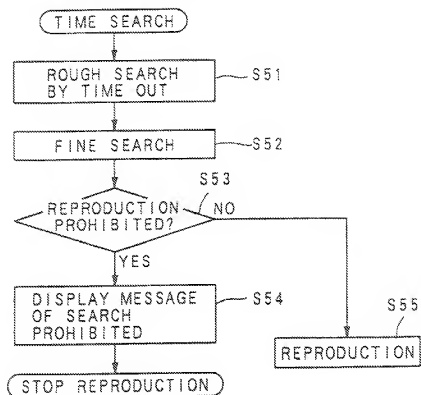 TIME SEARCH
ROUGH SEARCH
BY TIME OUT
S51
FINE SEARCH
S52
S53
REPRODUCTION
PROHIBITED?
NO
YES
DISPLAY MESSAGE
OF SEARCH
PROHIBITED
S54
S55
REPRODUCTION
STOP REPRODUCTION